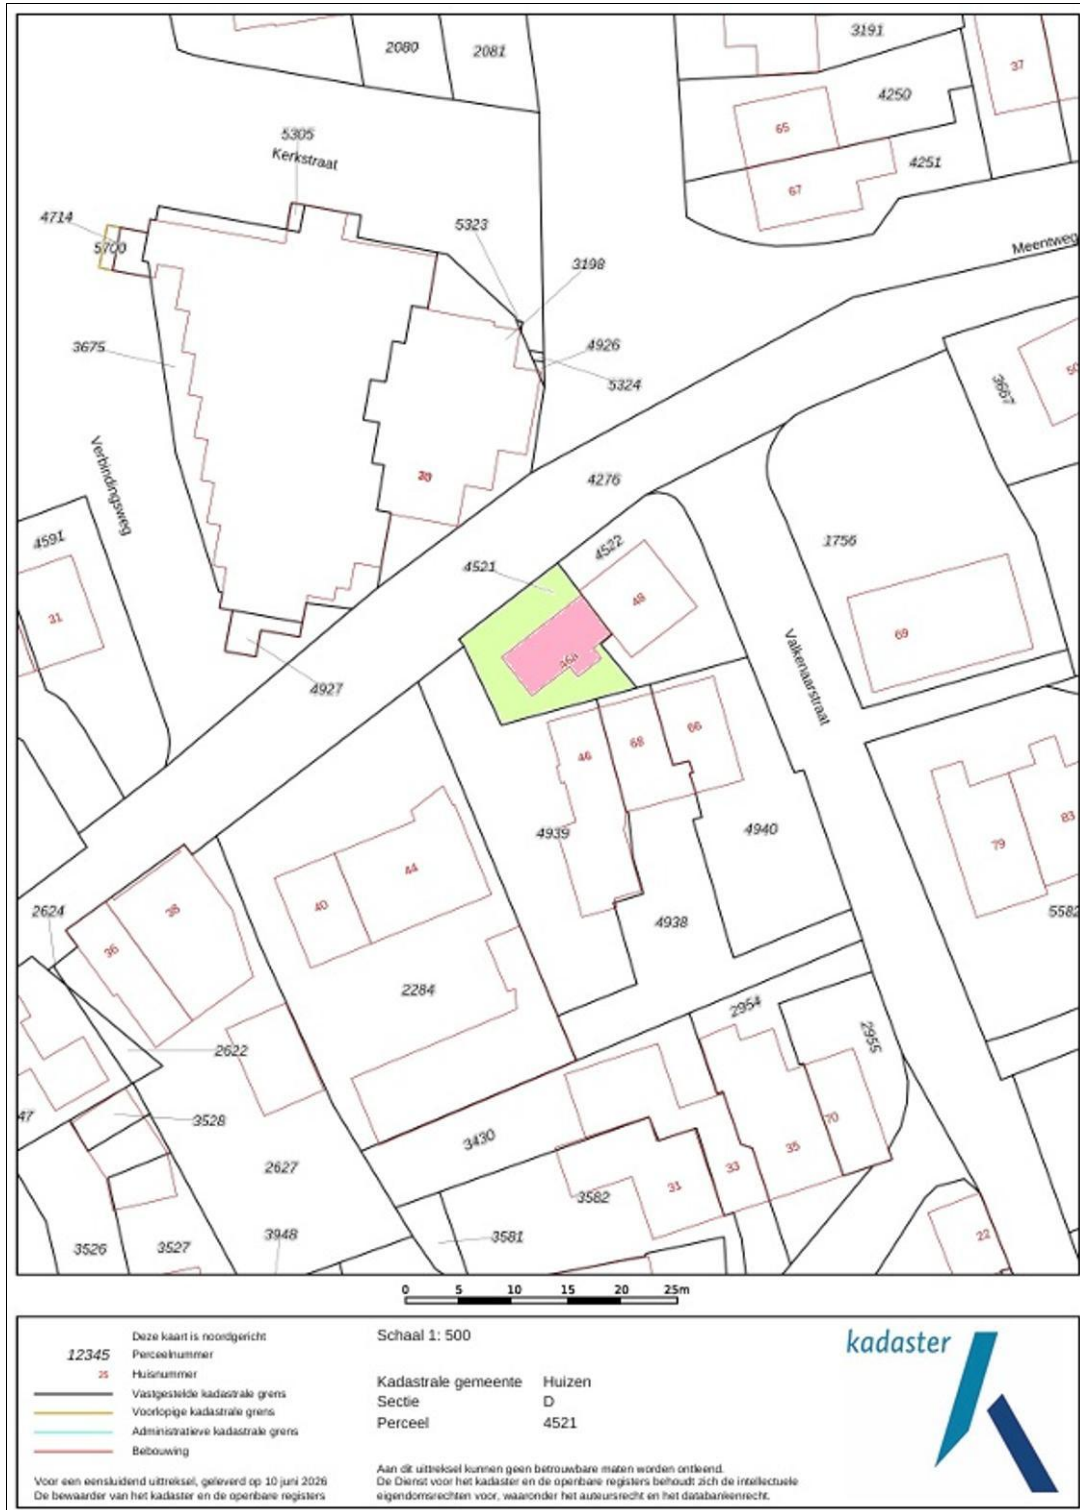 2080
2081
3191
37
4250
65
4251
67
5305
Kerkstraat
4714
5700
5323
3198
Meentweg
4926
5324
3675
3667
50
Verbindingsweg
20
4276
4591
4522
1756
4521
48
31
69
46a
Valkenaarstraat
4927
46
68
66
4939
4940
79
83
44
40
2624
38
36
4938
5582
2284
2954
2955
2622
47
3528
3430
70
35
33
31
2627
3582
3526
3527
3948
3581
22
0 5 10 15 20 25m
Deze kaart is noordgericht
12345 Perceelnummer
25 Huisnummer
Vastgestelde kadastrale grens
Voorlopige kadastrale grens
Administratieve kadastrale grens
Bebouwing
Voor een eensluidend uittreksel, geleverd op 10 juni 2026
De bewaarder van het kadaster en de openbare registers
Schaal 1: 500
Kadastrale gemeente Huizen
Sectie D
Perceel 4521
Aan dit uittreksel kunnen geen betrouwbare maten worden ontleend.
De Dienst voor het kadaster en de openbare registers behoudt zich de intellectuele
eigendomsrechten voor, waaronder het auteursrecht en het databankenrecht.
kadaster